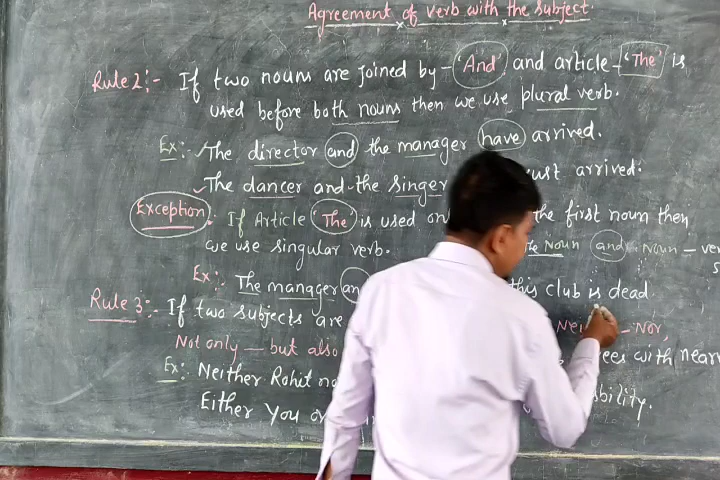 Agreement of verb with the subject.
Rule 2:- If two nouns are joined by - 'And' and article - 'The' is
used before both nouns then we use plural verb.
Ex: The director and the manager have arrived.
The dancer and the singer just arrived.
Exception: If Article 'The' is used the first noun then
we use singular verb. Noun and Noun -
Ex: The manager this club is dead.
Rule 3:- If two subjects are - Nor,
Not only - but also with
Ex: Neither Rohit
Either You